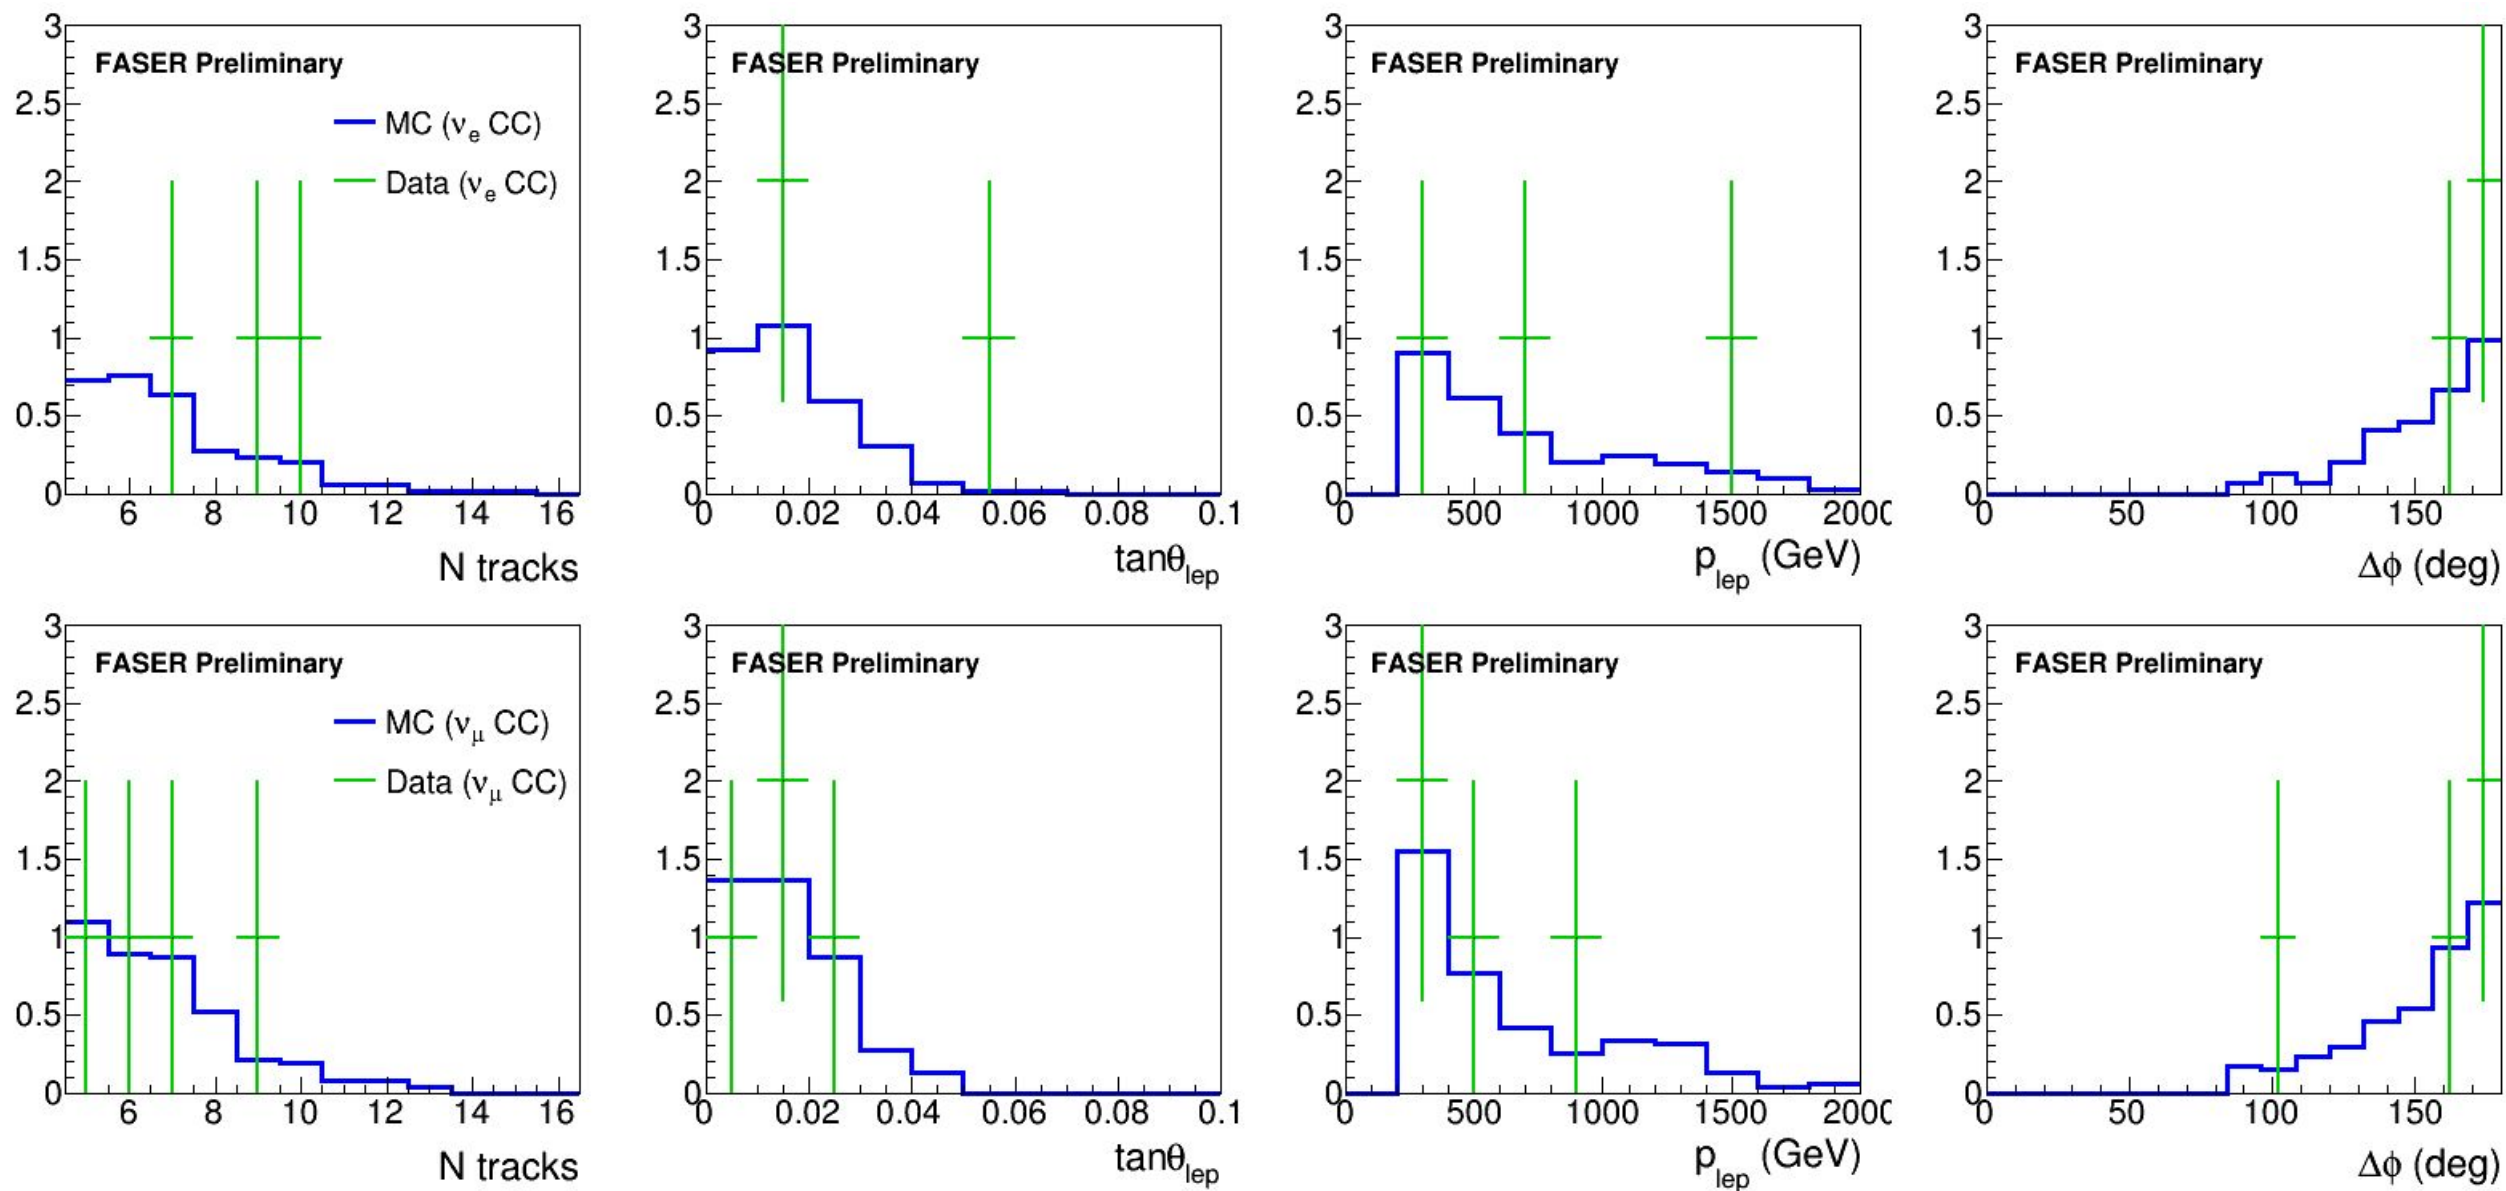 FASER Preliminary
MC (νe CC)
Data (νe CC)
3
2.5
2
1.5
1
0.5
0
6 8 10 12 14 16
N tracks
FASER Preliminary
3
2.5
2
1.5
1
0.5
0
0 0.02 0.04 0.06 0.08 0.1
tanθlep
FASER Preliminary
3
2.5
2
1.5
1
0.5
0
0 500 1000 1500 2000
plep (GeV)
FASER Preliminary
3
2.5
2
1.5
1
0.5
0
0 50 100 150
Δϕ (deg)
FASER Preliminary
MC (νμ CC)
Data (νμ CC)
3
2.5
2
1.5
1
0.5
0
6 8 10 12 14 16
N tracks
FASER Preliminary
3
2.5
2
1.5
1
0.5
0
0 0.02 0.04 0.06 0.08 0.1
tanθlep
FASER Preliminary
3
2.5
2
1.5
1
0.5
0
0 500 1000 1500 2000
plep (GeV)
FASER Preliminary
3
2.5
2
1.5
1
0.5
0
0 50 100 150
Δϕ (deg)